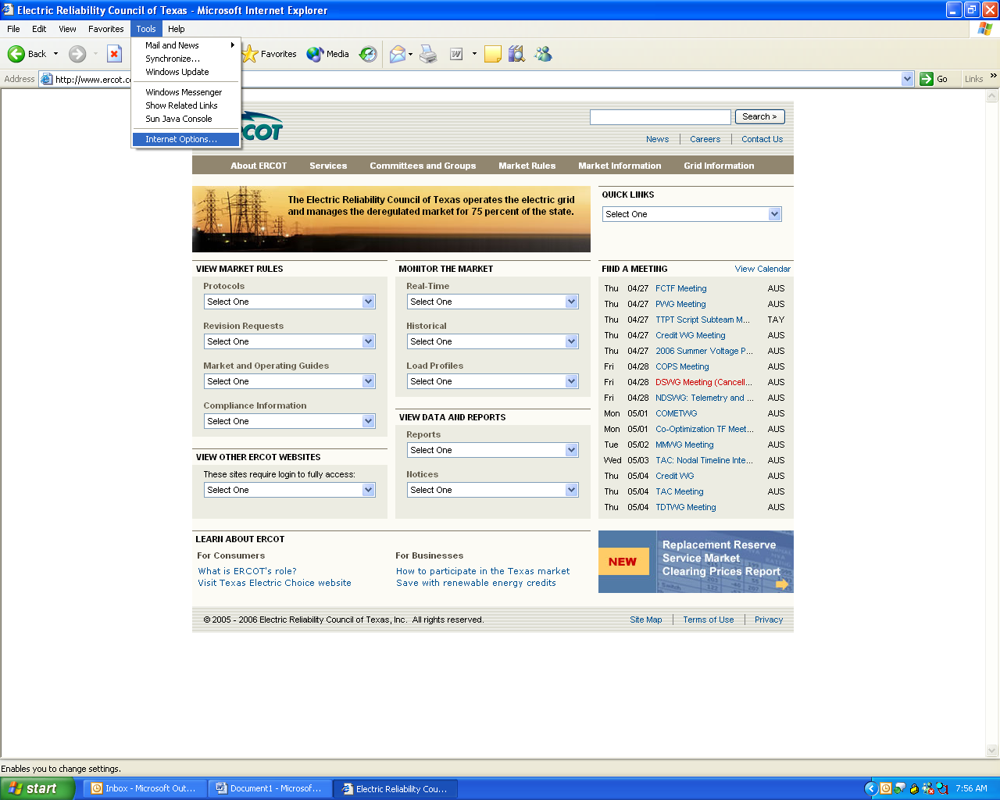 Electric Reliability Council of Texas - Microsoft Internet Explorer
File Edit View Favorites Tools Help
Mail and News
Synchronize...
Windows Update
Windows Messenger
Show Related Links
Sun Java Console
Internet Options...
Back Favorites Media
Address http://www.ercot.c Go Links »
COT
Search >
News Careers Contact Us
About ERCOT Services Committees and Groups Market Rules Market Information Grid Information
The Electric Reliability Council of Texas operates the electric grid
and manages the deregulated market for 75 percent of the state.
QUICK LINKS
Select One
VIEW MARKET RULES
Protocols
Select One
Revision Requests
Select One
Market and Operating Guides
Select One
Compliance Information
Select One
VIEW OTHER ERCOT WEBSITES
These sites require login to fully access:
Select One
MONITOR THE MARKET
Real-Time
Select One
Historical
Select One
Load Profiles
Select One
VIEW DATA AND REPORTS
Reports
Select One
Notices
Select One
FIND A MEETING View Calendar
Thu 04/27 FCTF Meeting AUS
Thu 04/27 PWG Meeting AUS
Thu 04/27 TTPT Script Subteam M... TAY
Thu 04/27 Credit WG Meeting AUS
Thu 04/27 2006 Summer Voltage P... AUS
Fri 04/28 COPS Meeting AUS
Fri 04/28 DSWG Meeting (Cancell... AUS
Fri 04/28 NDSWG: Telemetry and ... AUS
Mon 05/01 COMETWG AUS
Mon 05/01 Co-Optimization TF Meet... AUS
Tue 05/02 MMWG Meeting AUS
Wed 05/03 TAC: Nodal Timeline Inte... AUS
Thu 05/04 Credit WG AUS
Thu 05/04 TAC Meeting AUS
Thu 05/04 TDTWG Meeting AUS
LEARN ABOUT ERCOT
For Consumers
What is ERCOT's role?
Visit Texas Electric Choice website
For Businesses
How to participate in the Texas market
Save with renewable energy credits
NEW
Replacement Reserve
Service Market
Clearing Prices Report
© 2005 - 2006 Electric Reliability Council of Texas, Inc. All rights reserved.
Site Map Terms of Use Privacy
Enables you to change settings.
start Inbox - Microsoft Out... Document1 - Microsof... Electric Reliability Cou... 7:56 AM